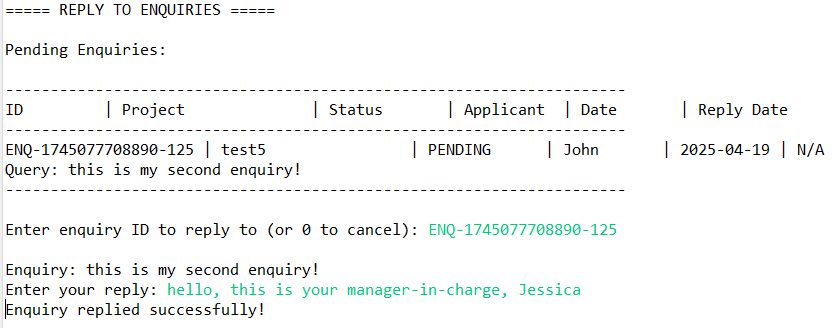 ===== REPLY TO ENQUIRIES =====
Pending Enquiries:
---------------------------------------------------------------------
ID         | Project              | Status       | Applicant  | Date       | Reply Date
---------------------------------------------------------------------
ENQ-1745077708890-125 | test5                | PENDING      | John       | 2025-04-19 | N/A
Query: this is my second enquiry!
---------------------------------------------------------------------
Enter enquiry ID to reply to (or 0 to cancel): ENQ-1745077708890-125
Enquiry: this is my second enquiry!
Enter your reply: hello, this is your manager-in-charge, Jessica
Enquiry replied successfully!